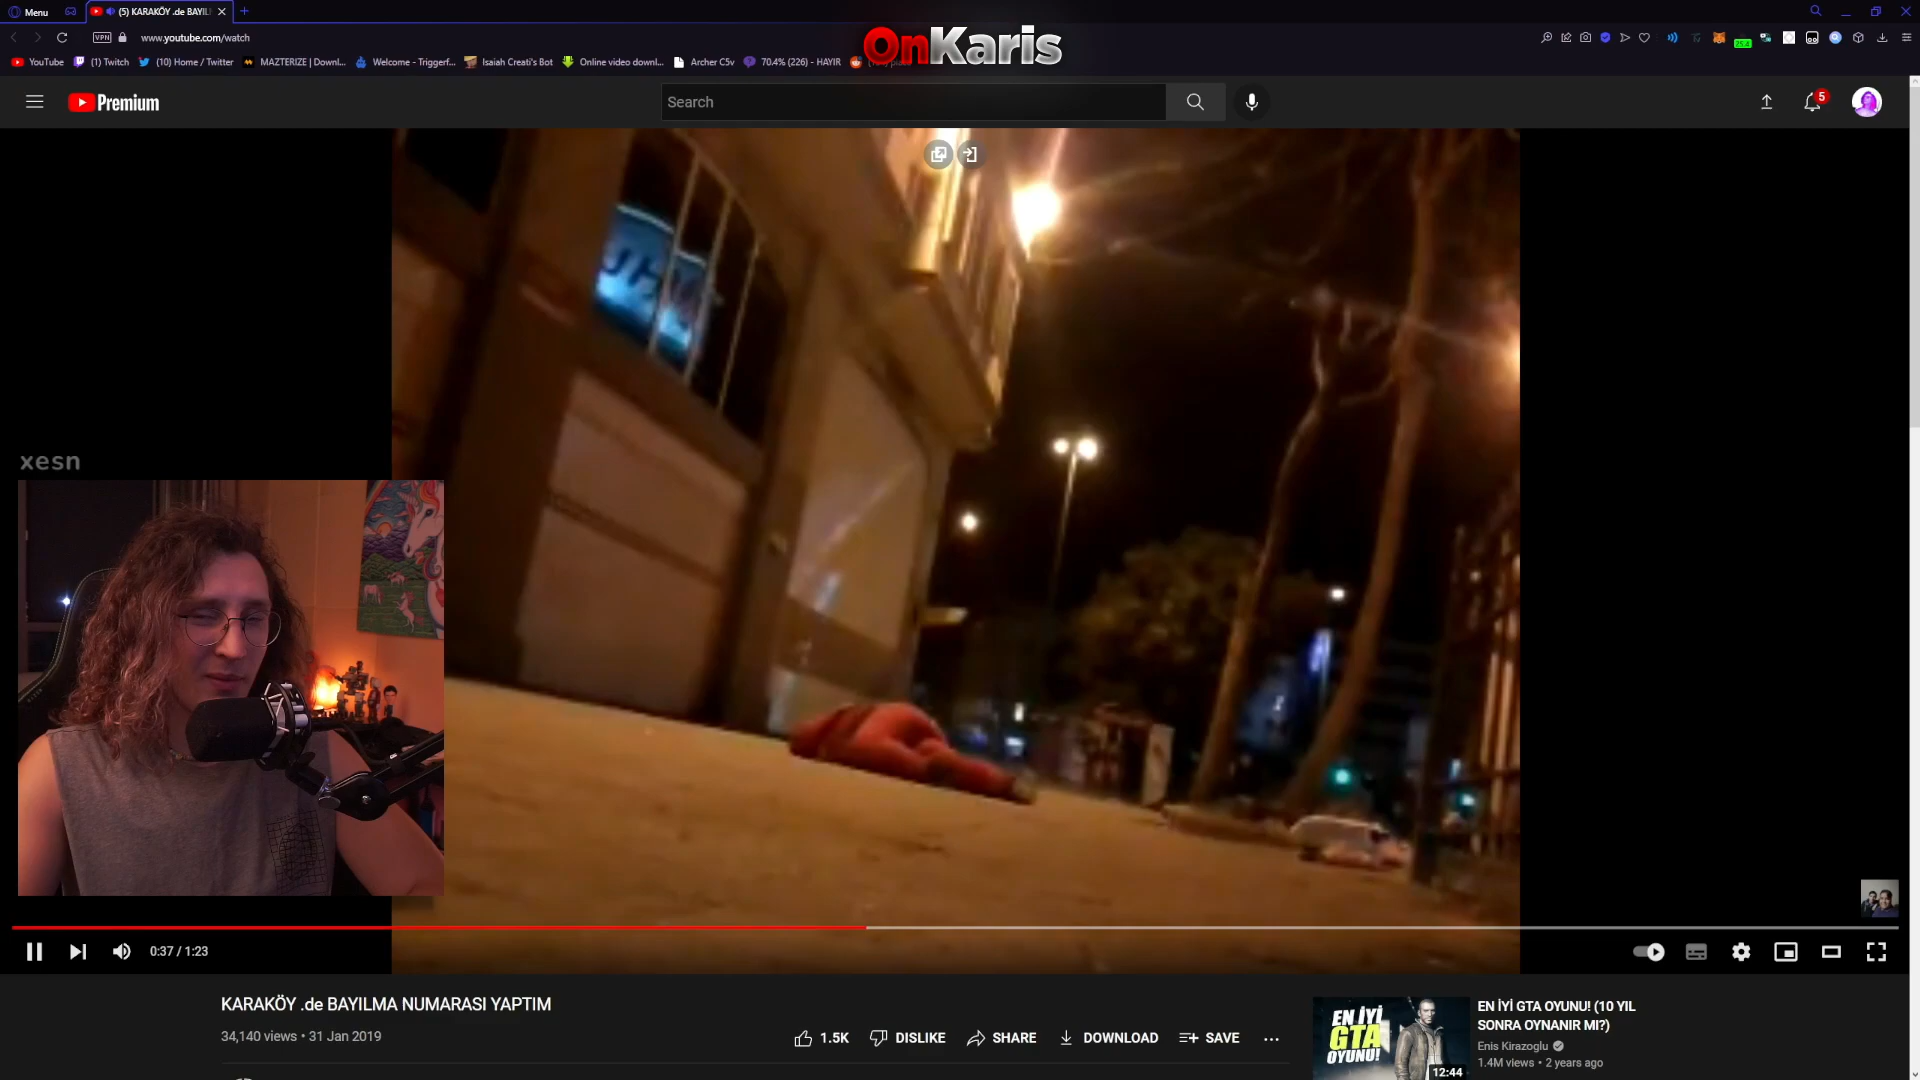 Menu
(5) KARAKÖY .de BAYIL
VPN
www.youtube.com/watch
OnKaris
YouTube
(1) Twitch
(10) Home / Twitter
MAZTERIZE | Downl...
Welcome - Triggerf...
Isaiah Creati's Bot
Online video downl...
Archer C5v
70.4% (226) - HAYIR
Premium
Search
5
xesn
0:37 / 1:23
KARAKÖY .de BAYILMA NUMARASI YAPTIM
34,140 views • 31 Jan 2019
1.5K
DISLIKE
SHARE
DOWNLOAD
SAVE
EN İYİ
GTA
OYUNU!
12:44
EN İYİ GTA OYUNU! (10 YIL
SONRA OYNANIR MI?)
Enis Kirazoglu
1.4M views • 2 years ago